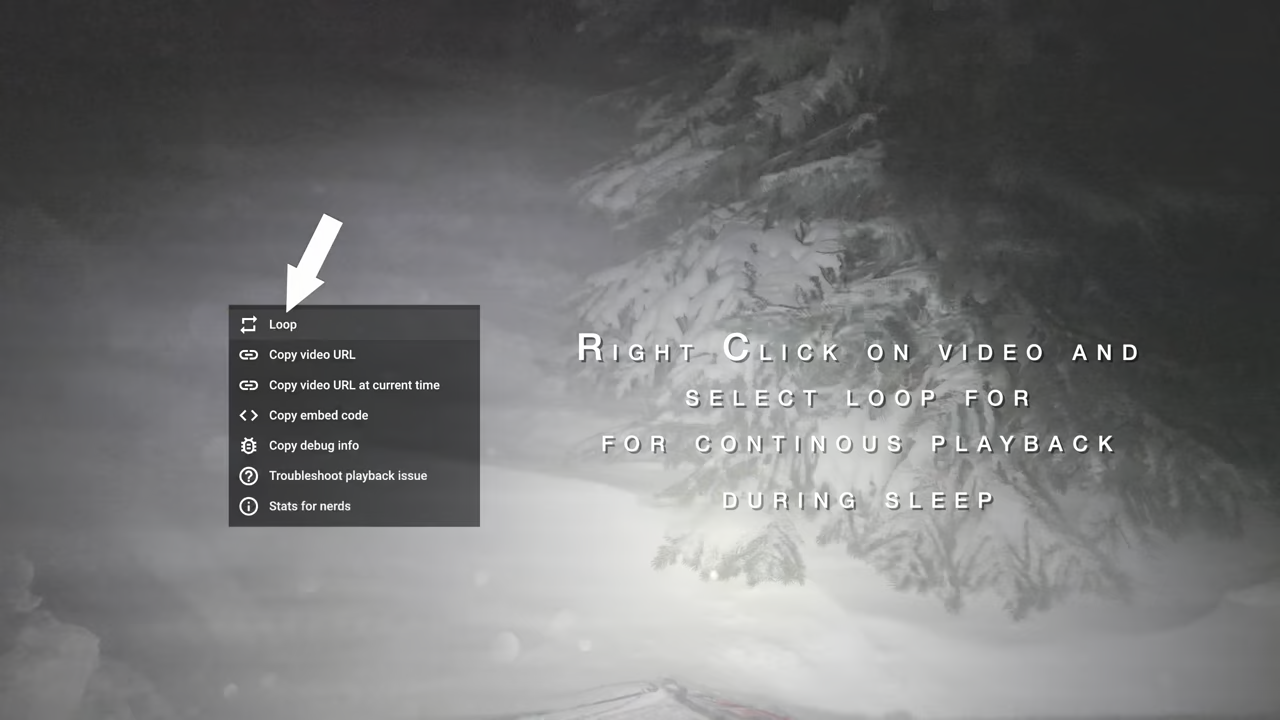 Loop
Copy video URL
Copy video URL at current time
Copy embed code
Copy debug info
Troubleshoot playback issue
Stats for nerds
Right Click on video and
select loop for
for continous playback
during sleep